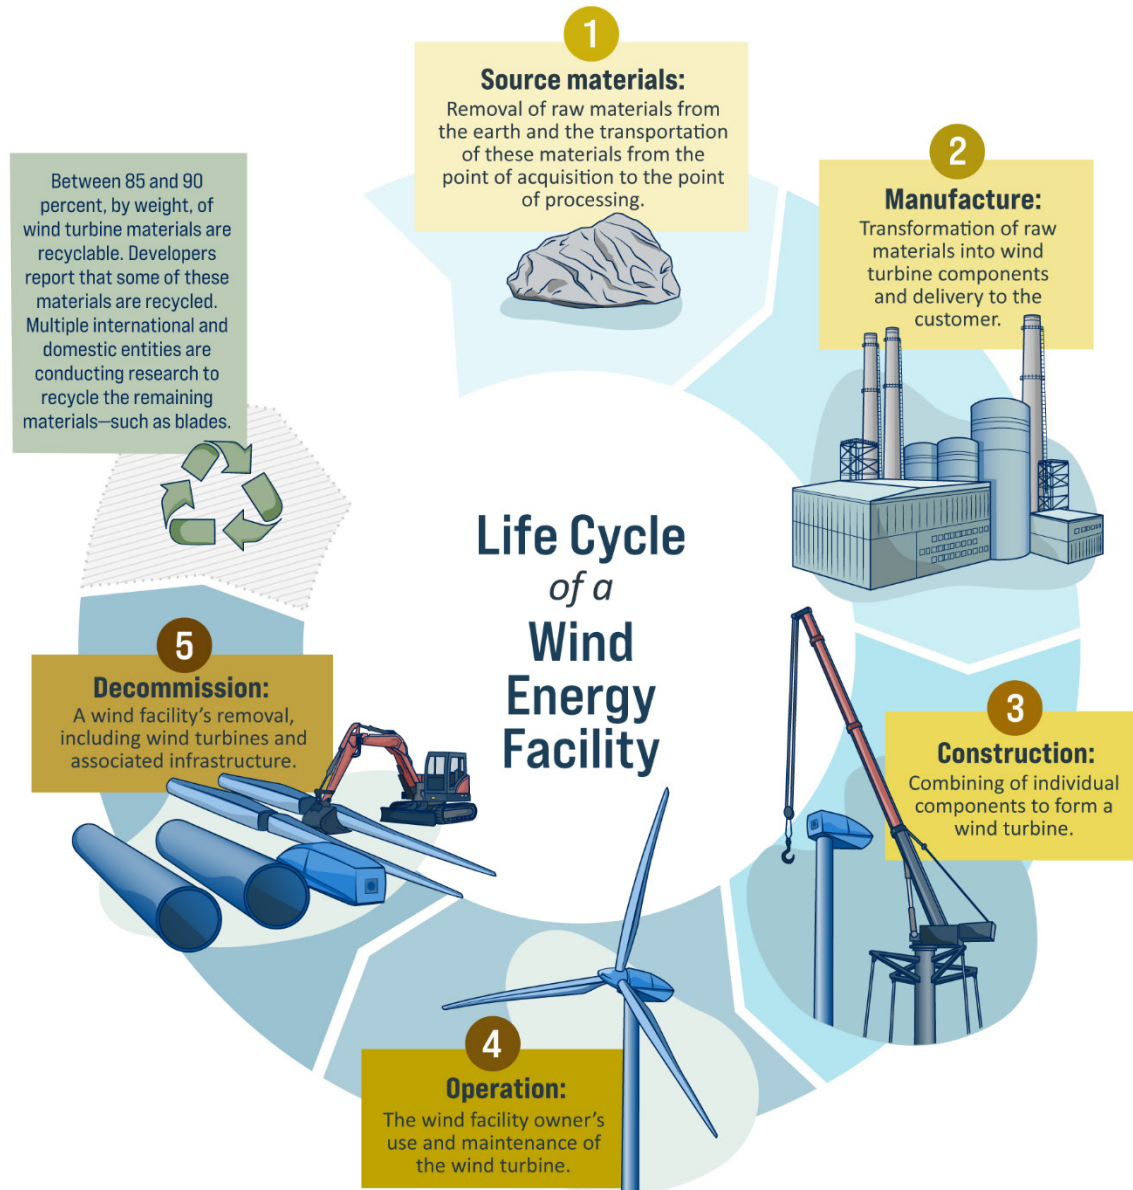 Life Cycle
of a
Wind
Energy
Facility
1
Source materials:
Removal of raw materials from
the earth and the transportation
of these materials from the
point of acquisition to the point
of processing.
2
Manufacture:
Transformation of raw
materials into wind
turbine components
and delivery to the
customer.
3
Construction:
Combining of individual
components to form a
wind turbine.
4
Operation:
The wind facility owner’s
use and maintenance of
the wind turbine.
5
Decommission:
A wind facility’s removal,
including wind turbines and
associated infrastructure.
Between 85 and 90
percent, by weight, of
wind turbine materials are
recyclable. Developers
report that some of these
materials are recycled.
Multiple international and
domestic entities are
conducting research to
recycle the remaining
materials—such as blades.